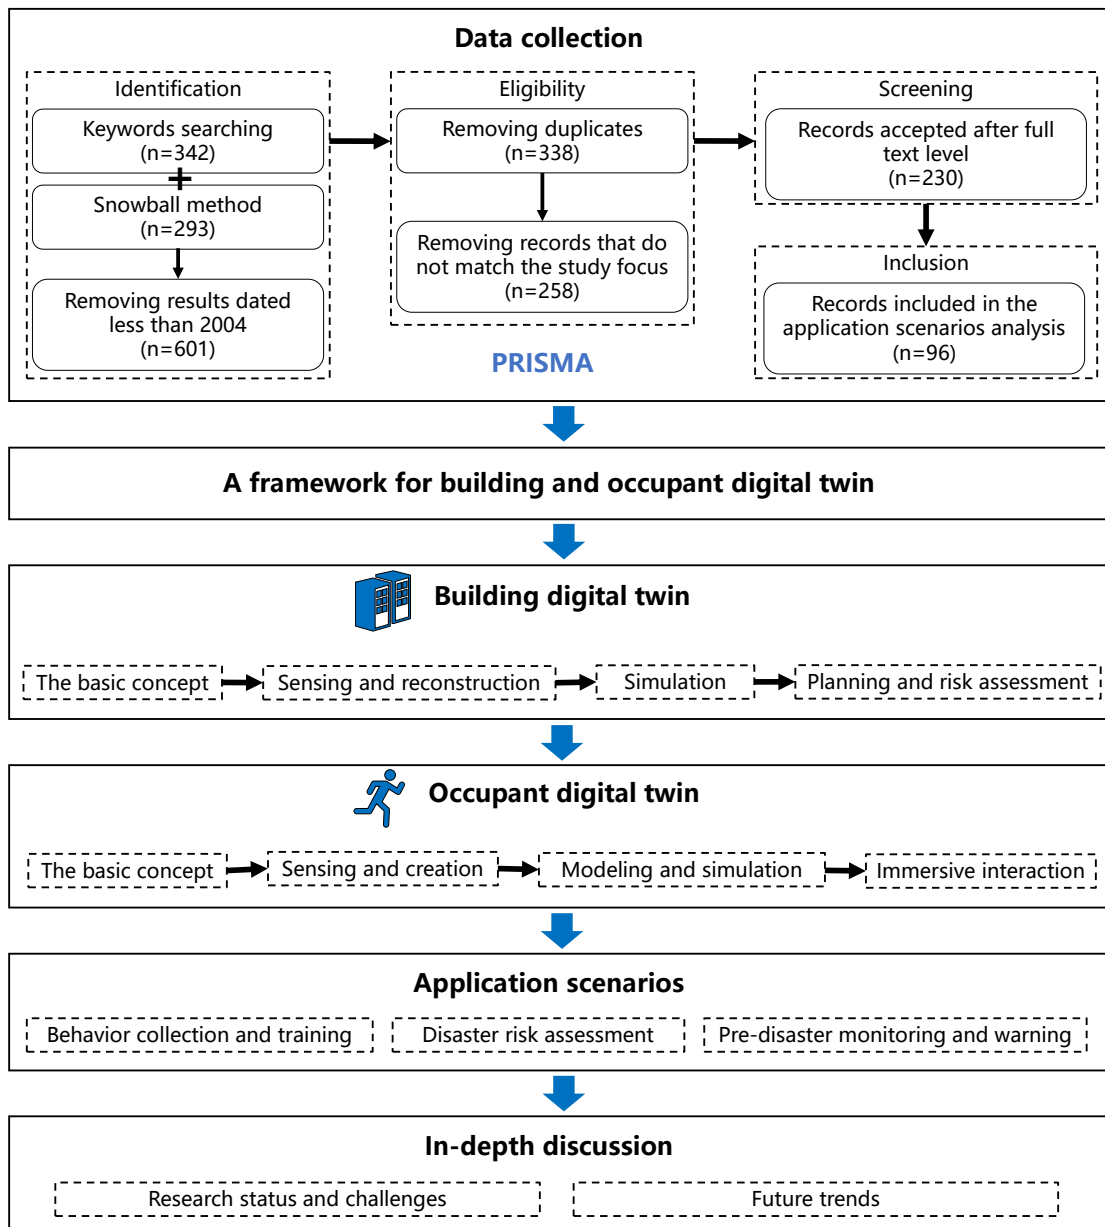 Data collection
Identification
Keywords searching
(n=342)
+
Snowball method
(n=293)
Removing results dated
less than 2004
(n=601)
Eligibility
Removing duplicates
(n=338)
Removing records that do
not match the study focus
(n=258)
PRISMA
Screening
Records accepted after full
text level
(n=230)
Inclusion
Records included in the
application scenarios analysis
(n=96)
A framework for building and occupant digital twin
Building digital twin
The basic concept
Sensing and reconstruction
Simulation
Planning and risk assessment
Occupant digital twin
The basic concept
Sensing and creation
Modeling and simulation
Immersive interaction
Application scenarios
Behavior collection and training
Disaster risk assessment
Pre-disaster monitoring and warning
In-depth discussion
Research status and challenges
Future trends